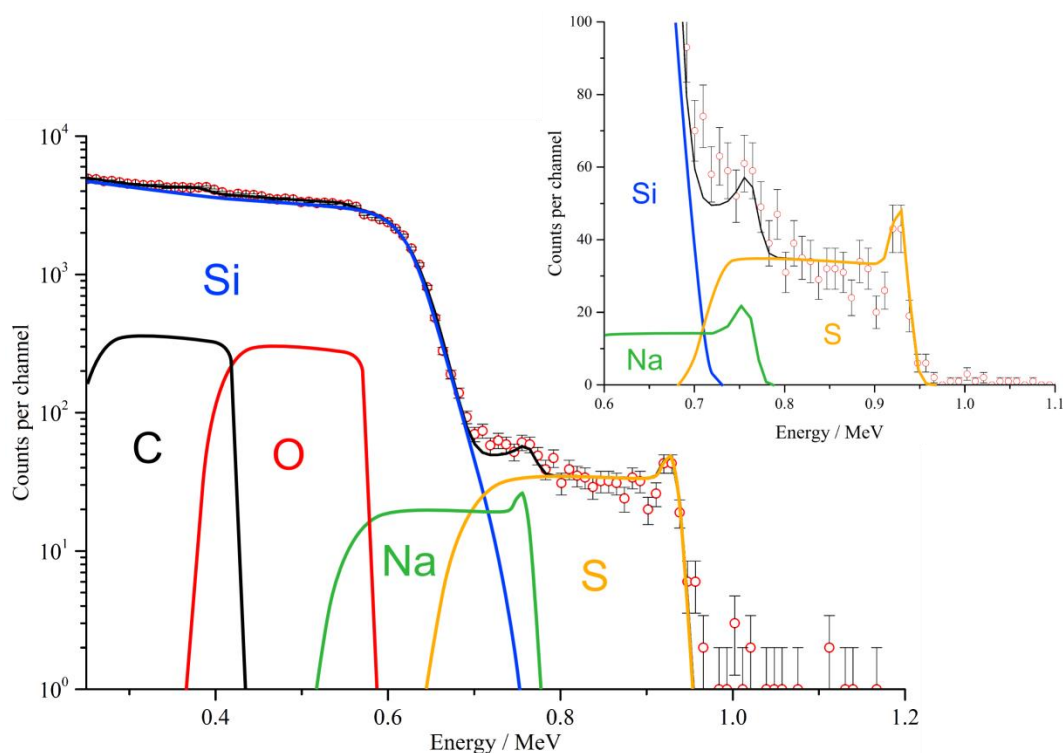 10⁴
10³
10²
10¹
10⁰
Counts per channel
Si
C
O
Na
S
0.4
0.6
0.8
1.0
1.2
Energy / MeV
100
80
60
40
20
0
Counts per channel
Si
Na
S
0.6
0.7
0.8
0.9
1.0
1.1
Energy / MeV